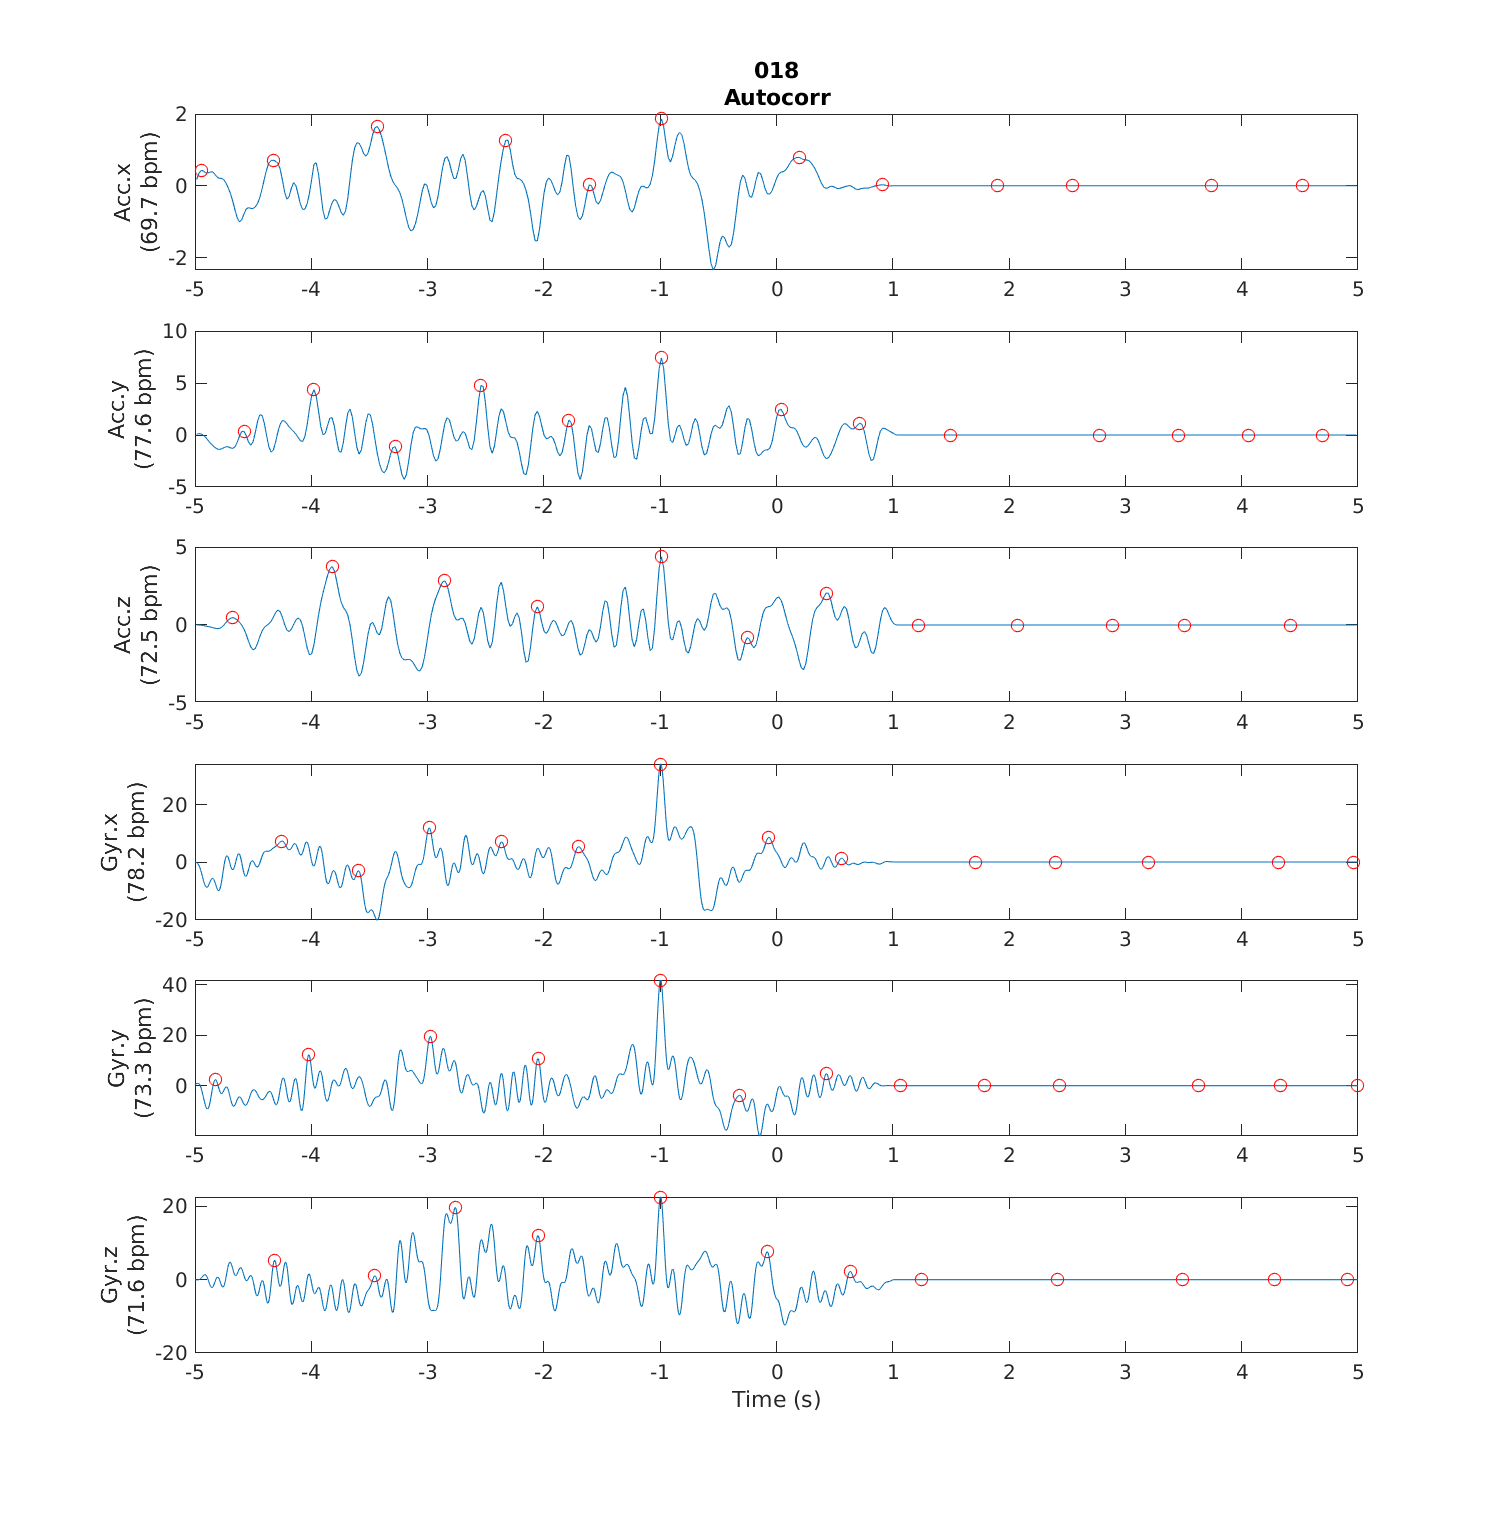 018
Autocorr
Acc.x
(69.7 bpm)
2
0
-2
-5 -4 -3 -2 -1 0 1 2 3 4 5
Acc.y
(77.6 bpm)
10
5
0
-5
-5 -4 -3 -2 -1 0 1 2 3 4 5
Acc.z
(72.5 bpm)
5
0
-5
-5 -4 -3 -2 -1 0 1 2 3 4 5
Gyr.x
(78.2 bpm)
20
0
-20
-5 -4 -3 -2 -1 0 1 2 3 4 5
Gyr.y
(73.3 bpm)
40
20
0
-5 -4 -3 -2 -1 0 1 2 3 4 5
Gyr.z
(71.6 bpm)
20
0
-20
-5 -4 -3 -2 -1 0 1 2 3 4 5
Time (s)